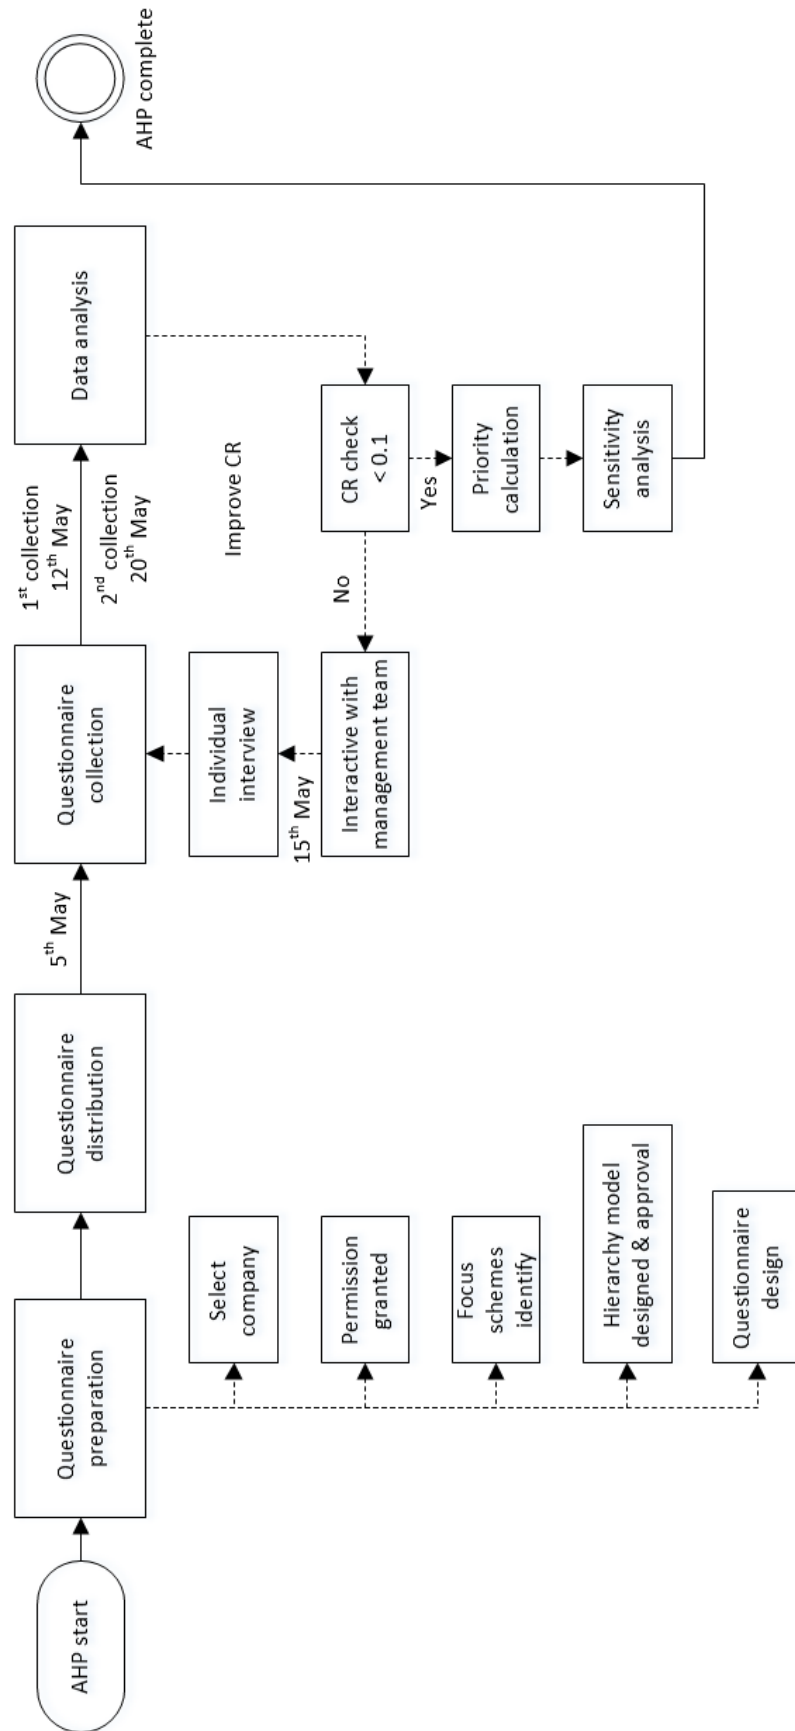 AHP start
Questionnaire
preparation
Questionnaire
distribution
5th May
Questionnaire
collection
1st collection
12th May
2nd collection
20th May
Data analysis
AHP complete
Select
company
Permission
granted
Focus
schemes
identify
Hierarchy model
designed & approval
Questionnaire
design
Individual
interview
15th May
Interactive with
management team
Improve CR
No
CR check
< 0.1
Yes
Priority
calculation
Sensitivity
analysis